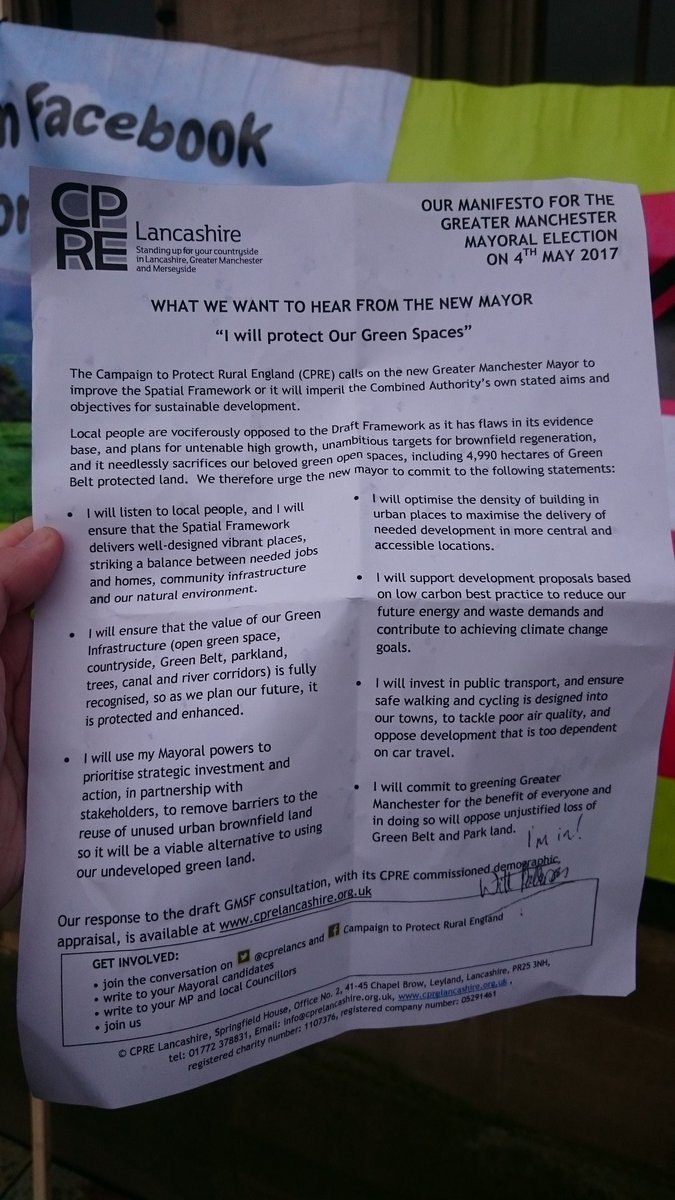 n Facebook
or
CP
RE
Lancashire
Standing up for your countryside
in Lancashire, Greater Manchester
and Merseyside
OUR MANIFESTO FOR THE
GREATER MANCHESTER
MAYORAL ELECTION
ON 4TH MAY 2017
WHAT WE WANT TO HEAR FROM THE NEW MAYOR
“I will protect Our Green Spaces”
The Campaign to Protect Rural England (CPRE) calls on the new Greater Manchester Mayor to
improve the Spatial Framework or it will imperil the Combined Authority’s own stated aims and
objectives for sustainable development.
Local people are vociferously opposed to the Draft Framework as it has flaws in its evidence
base, and plans for untenable high growth, unambitious targets for brownfield regeneration,
and it needlessly sacrifices our beloved green open spaces, including 4,990 hectares of Green
Belt protected land. We therefore urge the new mayor to commit to the following statements:
• I will listen to local people, and I will
ensure that the Spatial Framework
delivers well-designed vibrant places,
striking a balance between needed jobs
and homes, community infrastructure
and our natural environment.
• I will ensure that the value of our Green
Infrastructure (open green space,
countryside, Green Belt, parkland,
trees, canal and river corridors) is fully
recognised, so as we plan our future, it
is protected and enhanced.
• I will use my Mayoral powers to
prioritise strategic investment and
action, in partnership with
stakeholders, to remove barriers to the
reuse of unused urban brownfield land
so it will be a viable alternative to using
our undeveloped green land.
• I will optimise the density of building in
urban places to maximise the delivery of
needed development in more central and
accessible locations.
• I will support development proposals based
on low carbon best practice to reduce our
future energy and waste demands and
contribute to achieving climate change
goals.
• I will invest in public transport, and ensure
safe walking and cycling is designed into
our towns, to tackle poor air quality, and
oppose development that is too dependent
on car travel.
• I will commit to greening Greater
Manchester for the benefit of everyone and
in doing so will oppose unjustified loss of
Green Belt and Park land.
I'm in!
Will
Our response to the draft GMSF consultation, with its CPRE commissioned demographic,
appraisal, is available at www.cprelancashire.org.uk
GET INVOLVED:
• join the conversation on @cprelancs and f Campaign to Protect Rural England
• write to your Mayoral candidates
• write to your MP and local Councillors
• join us
© CPRE Lancashire, Springfield House, Office No. 2, 41-45 Chapel Brow, Leyland, Lancashire, PR25 3NH,
tel: 01772 378831, Email: info@cprelancashire.org.uk, www.cprelancashire.org.uk ,
registered charity number: 1107376, registered company number: 05291461